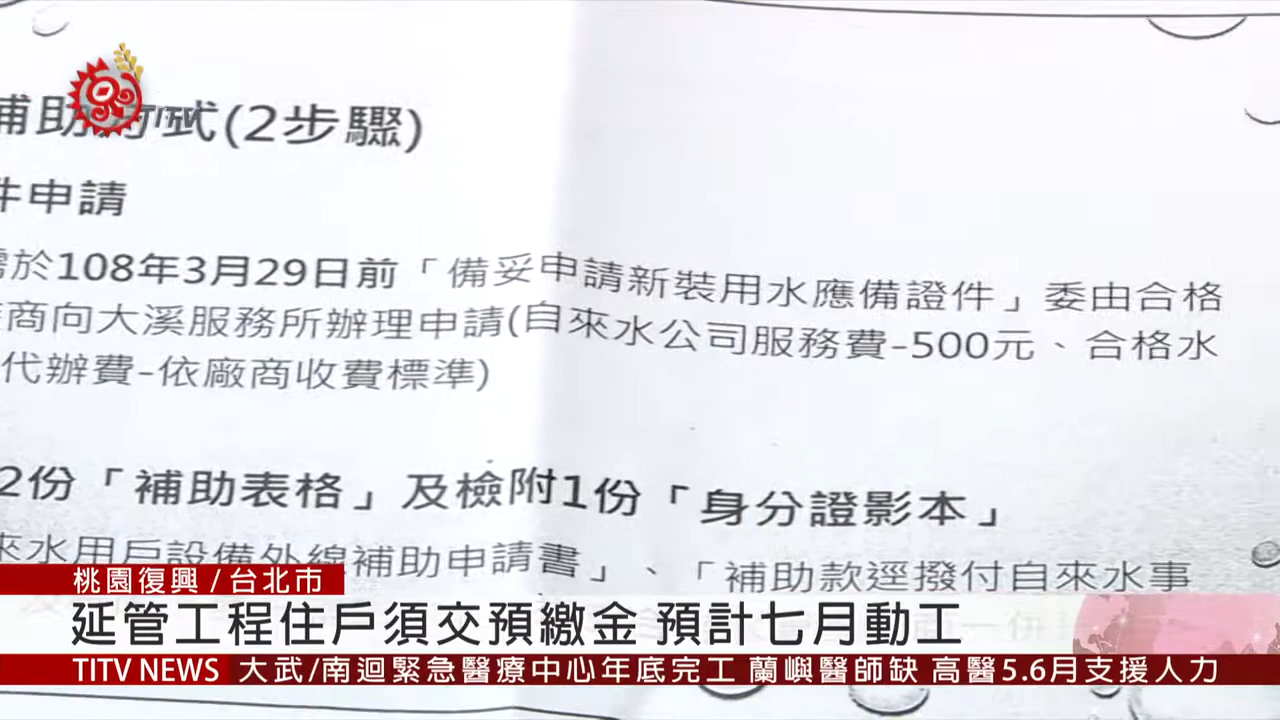 補助方式(2步驟)
件申請
需於108年3月29日前「備妥申請新裝用水應備證件」委由合格
商向大溪服務所辦理申請(自來水公司服務費-500元、合格水
代辦費-依廠商收費標準)
2份「補助表格」及檢附1份「身分證影本」
來水用戶設備外線補助申請書」、「補助款逕撥付自來水事
TITV
桃園復興 / 台北市
延管工程住戶須交預繳金 預計七月動工
TITV NEWS 大武/南迴緊急醫療中心年底完工 蘭嶼醫師缺 高醫5.6月支援人力